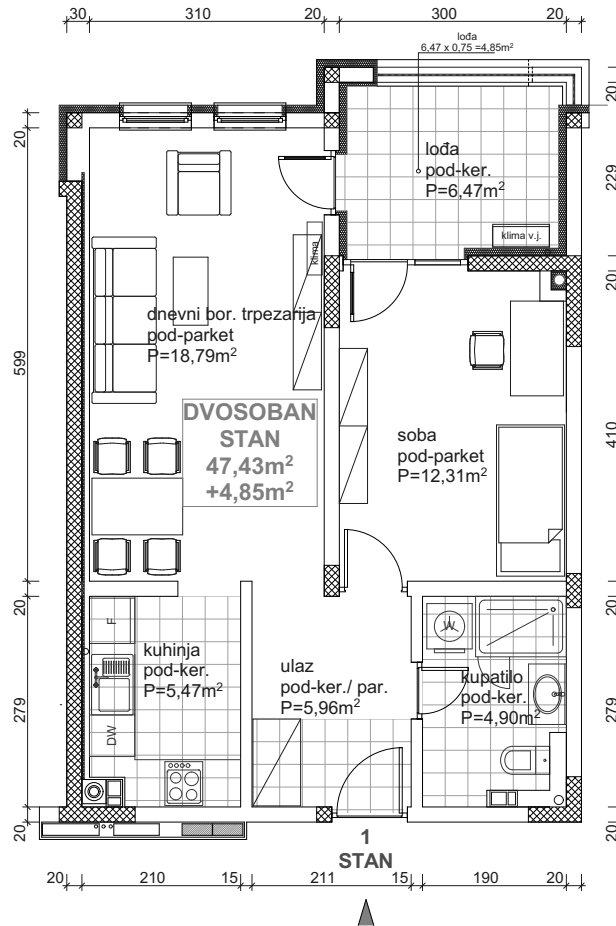 30 310 20 300 20
lođa
6,47 x 0,75 =4,85m²
20
20
lođa
pod-ker.
P=6,47m²
229
klima v.j.
klima
20
dnevni bor. trpezarija
pod-parket
P=18,79m²
599
DVOSOBAN
STAN
47,43m²
+4,85m²
soba
pod-parket
P=12,31m²
410
20
20
F
W
kuhinja
pod-ker.
P=5,47m²
ulaz
pod-ker./ par.
P=5,96m²
kupatilo
pod-ker.
P=4,90m²
279
279
DW
20
20
1
STAN
20 210 15 211 15 190 20